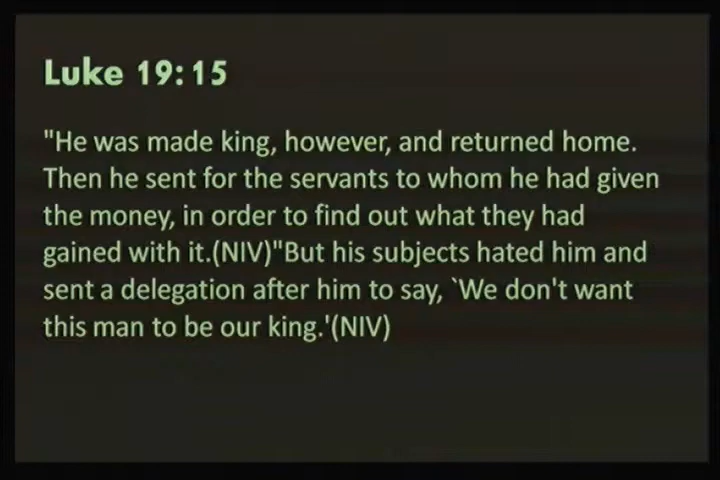 Luke 19:15
"He was made king, however, and returned home.
Then he sent for the servants to whom he had given
the money, in order to find out what they had
gained with it.(NIV)"But his subjects hated him and
sent a delegation after him to say, `We don't want
this man to be our king.'(NIV)